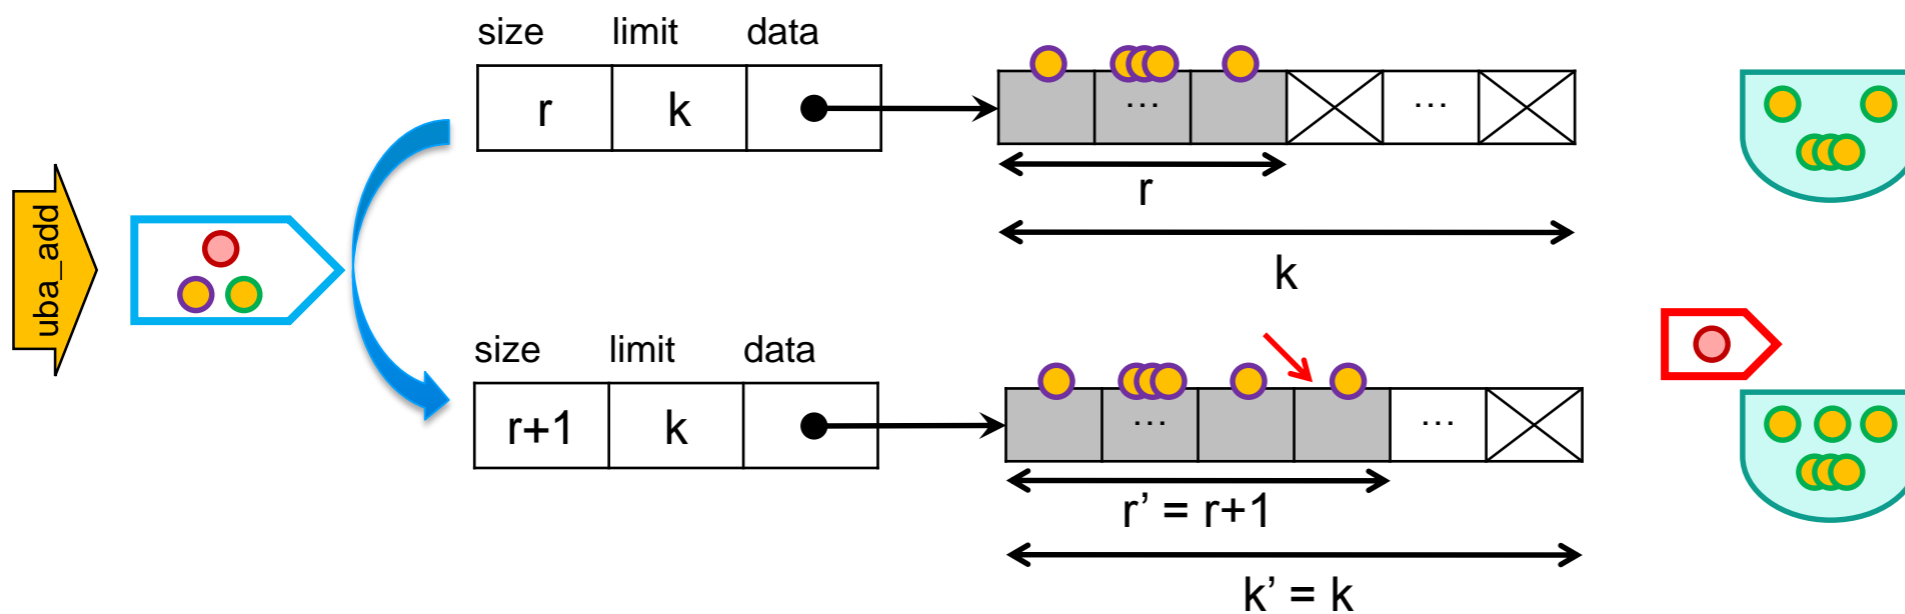 size limit data
r k
... ...
r
k
uba_add
size limit data
r+1 k
... ...
r’ = r+1
k’ = k